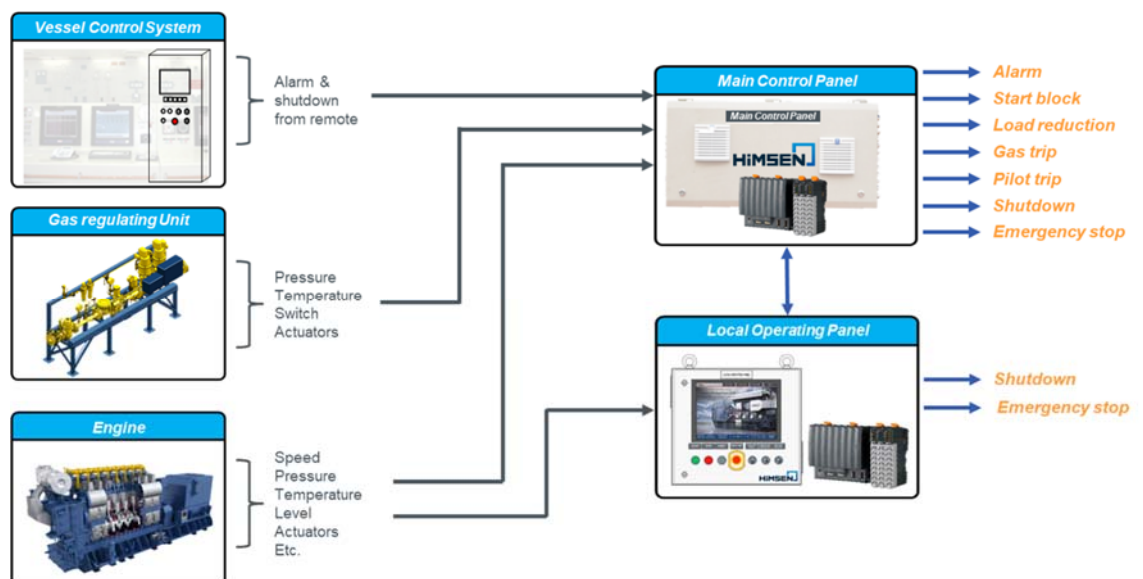 Vessel Control System
Alarm &
shutdown
from remote
Gas regulating Unit
Pressure
Temperature
Switch
Actuators
Engine
Speed
Pressure
Temperature
Level
Actuators
Etc.
Main Control Panel
Main Control Panel
HiMSEN
Alarm
Start block
Load reduction
Gas trip
Pilot trip
Shutdown
Emergency stop
Local Operating Panel
HiMSEN
Shutdown
Emergency stop